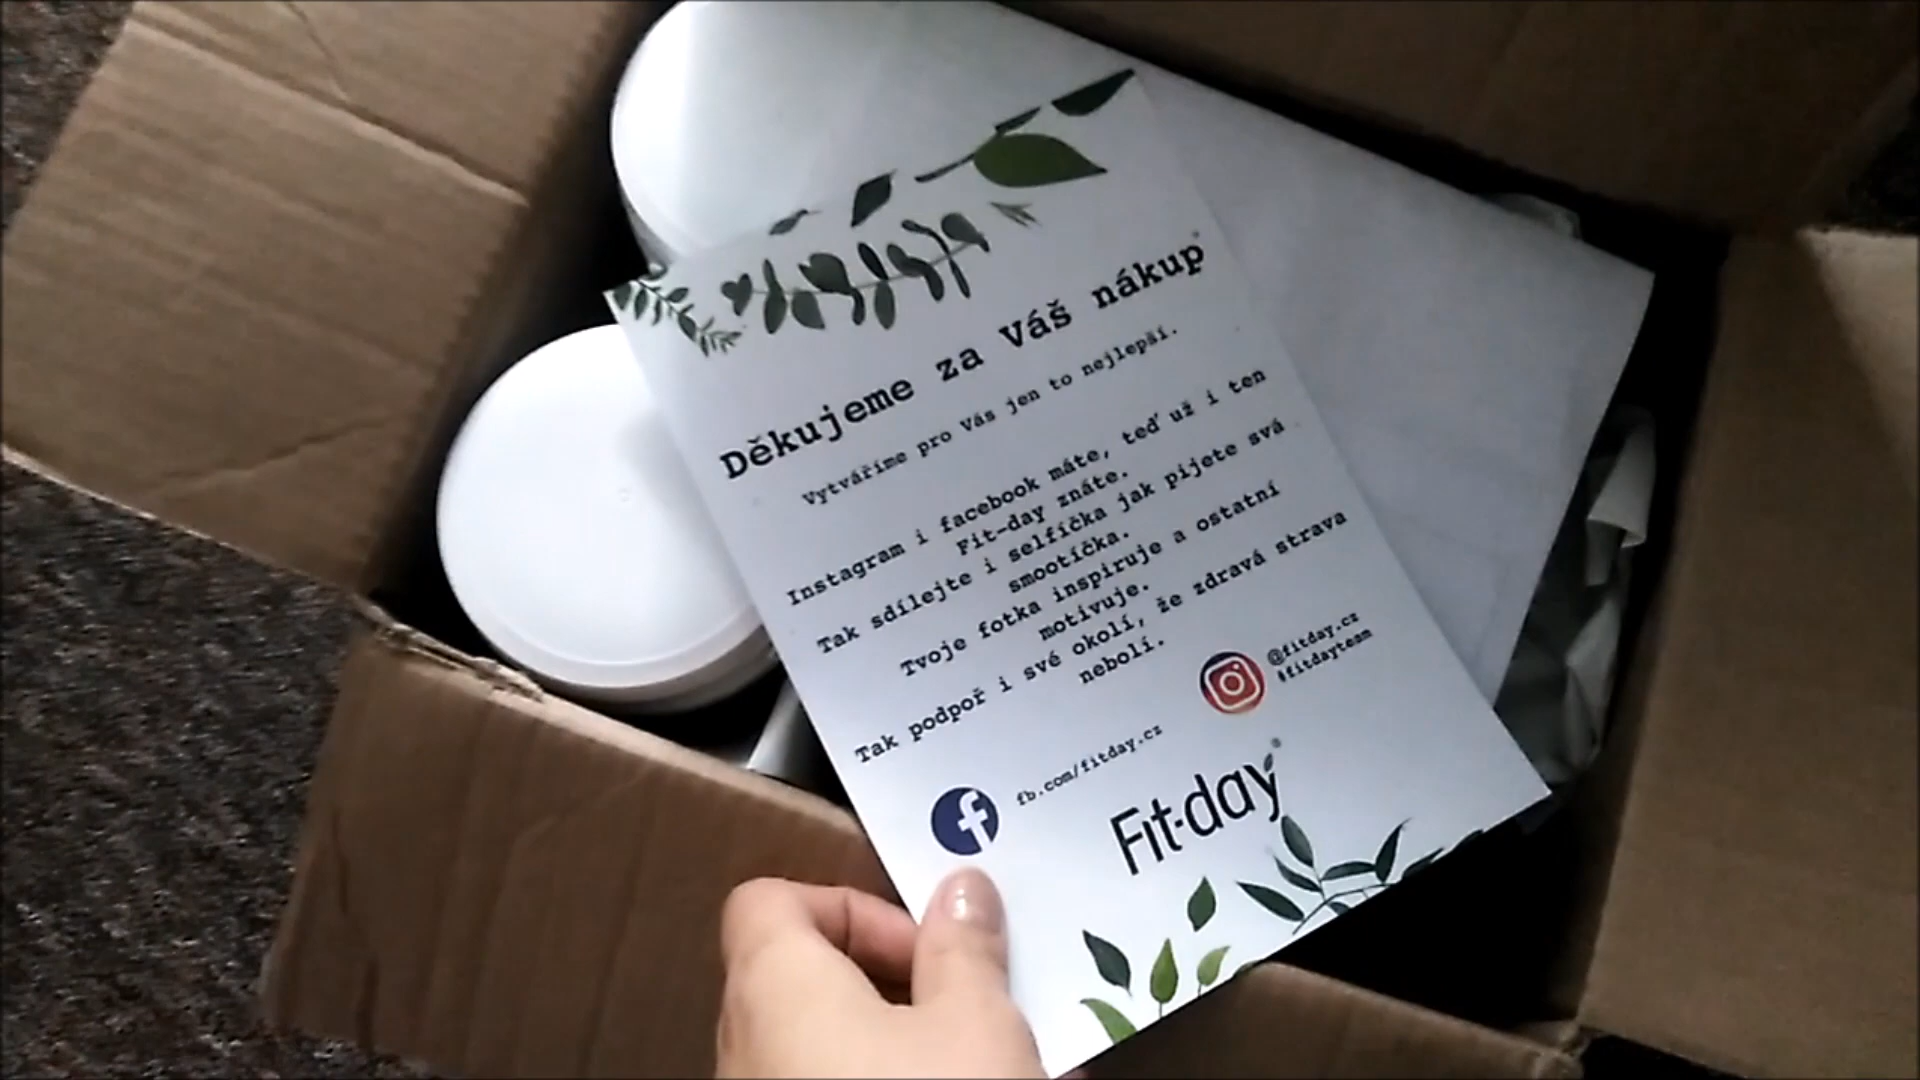 Děkujeme za Váš nákup
Vytváříme pro Vás jen to nejlepší.
Instagram i facebook máte, teď už i ten
Fit-day znáte.
Tak sdílejte i selfíčka jak pijete svá
smootíčka.
Tvoje fotka inspiruje a ostatní
motivuje.
Tak podpoř i své okolí, že zdravá strava
nebolí.
@fitday.cz
#fitdayteam
fb.com/fitday.cz
Fit-day®